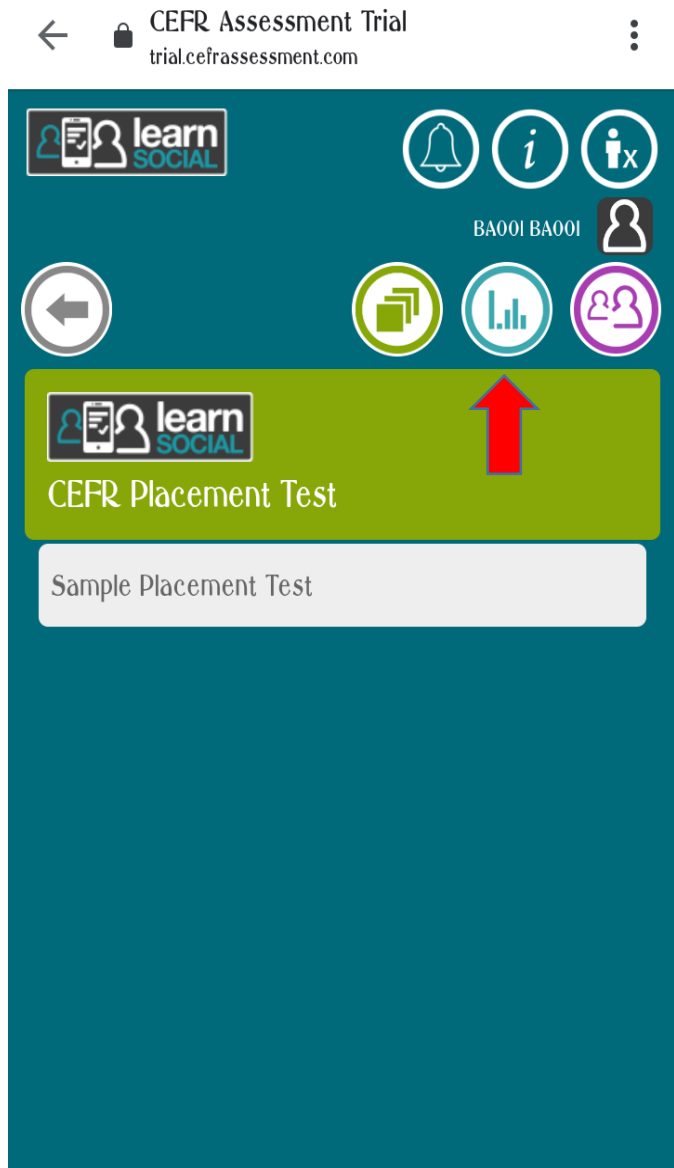 CEFR Assessment Trial
trial.cefrassessment.com
learn
SOCIAL
i
x
BA001 BA001
learn
SOCIAL
CEFR Placement Test
Sample Placement Test